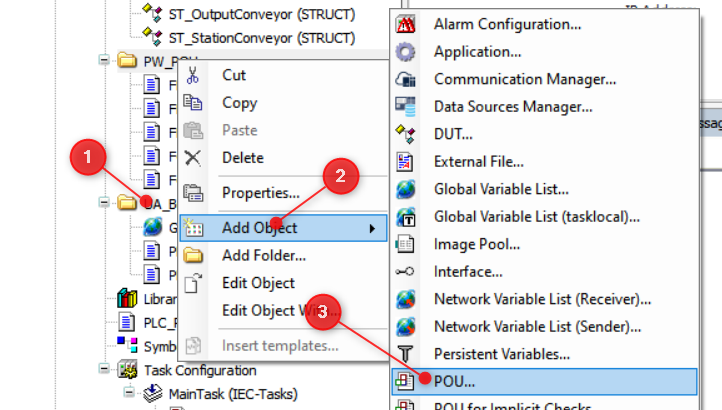 ST_OutputConveyor (STRUCT)
ST_StationConveyor (STRUCT)
PW_POU
F
F
F
F
F
1
UA_B
G
P
P
Librar
PLC_P
Symb
Task Configuration
MainTask (IEC-Tasks)
Cut
Copy
Paste
Delete
Properties...
2
Add Object
Add Folder...
Edit Object
Edit Object With...
3
Insert templates...
Alarm Configuration...
Application...
Communication Manager...
Data Sources Manager...
DUT...
External File...
Global Variable List...
Global Variable List (tasklocal)...
Image Pool...
Interface...
Network Variable List (Receiver)...
Network Variable List (Sender)...
Persistent Variables...
POU...
POU for Implicit Checks
IP Address
ssag